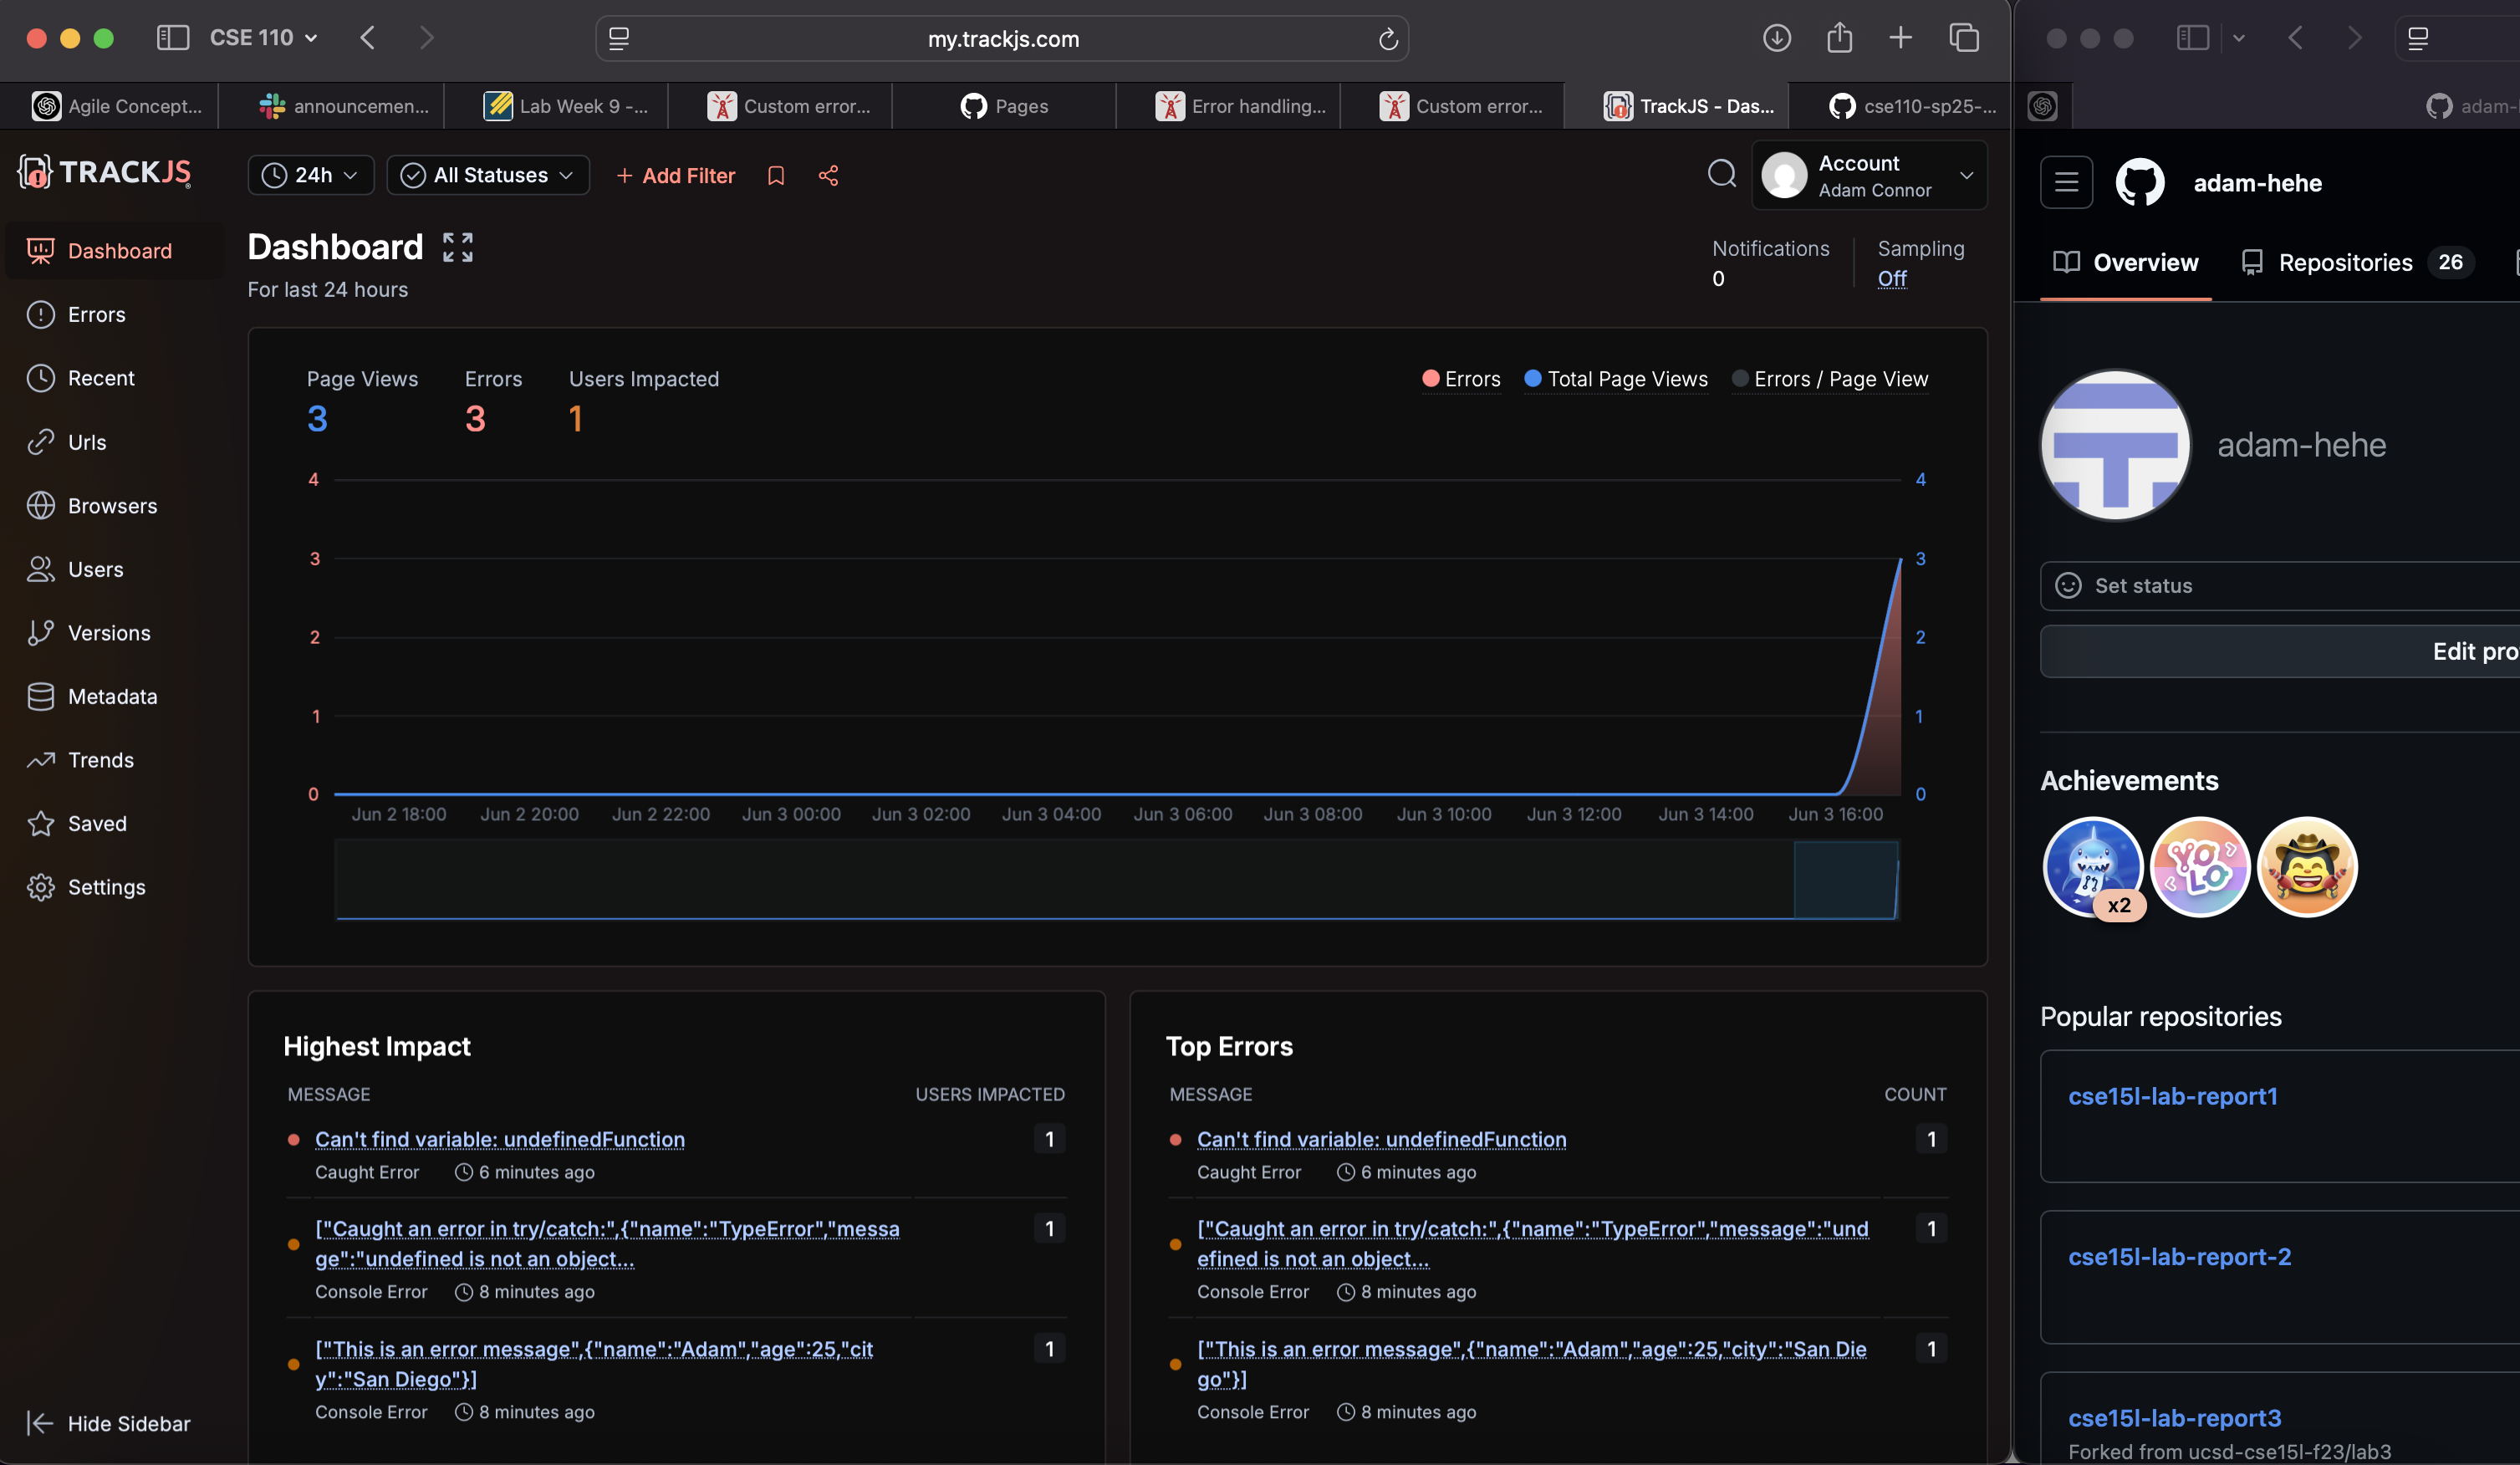 CSE 110
my.trackjs.com
Agile Concept...
announcemen...
Lab Week 9 -...
Custom error...
Pages
Error handling...
Custom error...
TrackJS - Das...
cse110-sp25-...
TRACKJS
24h
All Statuses
+ Add Filter
Account
Adam Connor
Dashboard
Errors
Recent
Urls
Browsers
Users
Versions
Metadata
Trends
Saved
Settings
Hide Sidebar
Dashboard
For last 24 hours
Notifications
0
Sampling
Off
Page Views
3
Errors
3
Users Impacted
1
Errors
Total Page Views
Errors / Page View
4 4
3 3
2 2
1 1
0 0
Jun 2 18:00 Jun 2 20:00 Jun 2 22:00 Jun 3 00:00 Jun 3 02:00 Jun 3 04:00 Jun 3 06:00 Jun 3 08:00 Jun 3 10:00 Jun 3 12:00 Jun 3 14:00 Jun 3 16:00
Highest Impact
MESSAGE USERS IMPACTED
Can't find variable: undefinedFunction 1
Caught Error 6 minutes ago
["Caught an error in try/catch:",{"name":"TypeError","messa 1
ge":"undefined is not an object...
Console Error 8 minutes ago
["This is an error message",{"name":"Adam","age":25,"cit 1
y":"San Diego"}]
Console Error 8 minutes ago
Top Errors
MESSAGE COUNT
Can't find variable: undefinedFunction 1
Caught Error 6 minutes ago
["Caught an error in try/catch:",{"name":"TypeError","message":"und 1
efined is not an object...
Console Error 8 minutes ago
["This is an error message",{"name":"Adam","age":25,"city":"San Die 1
go"}]
Console Error 8 minutes ago
adam-
adam-hehe
Overview
Repositories 26
adam-hehe
Set status
Edit pro
Achievements
x2
YOLO
Popular repositories
cse15l-lab-report1
cse15l-lab-report-2
cse15l-lab-report3
Forked from ucsd-cse15l-f23/lab3